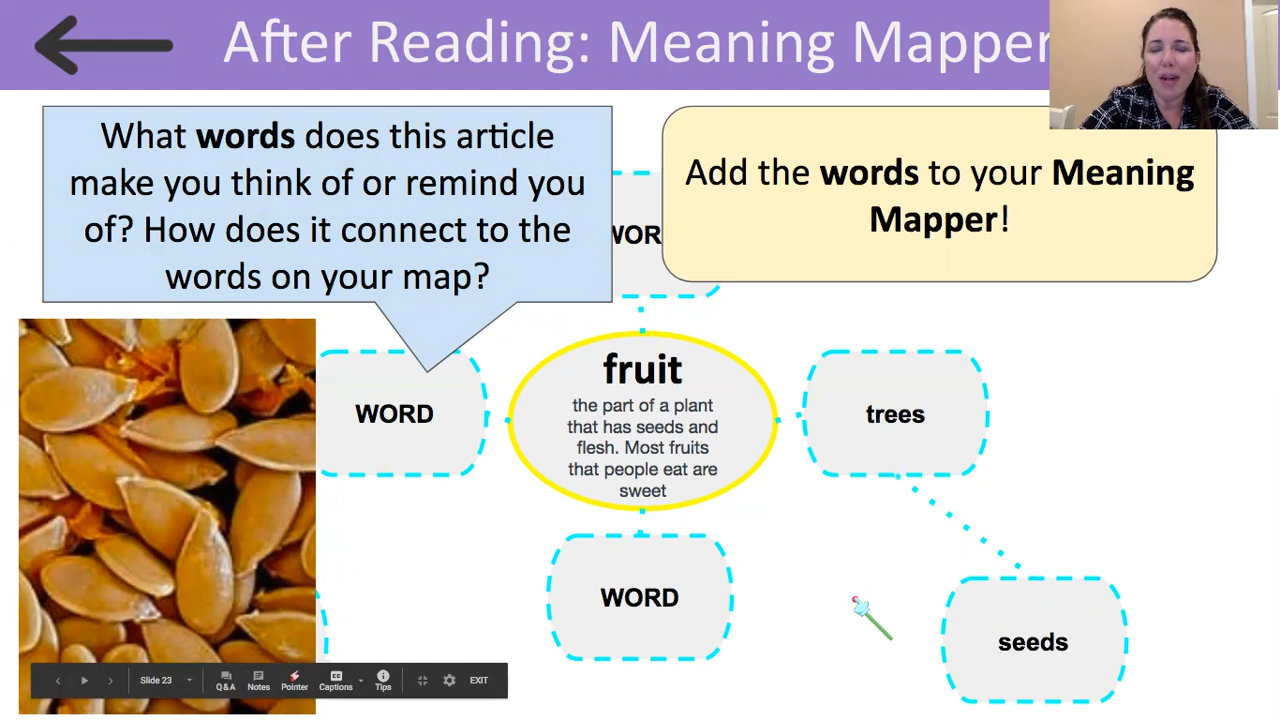 After Reading: Meaning Mapper
What words does this article
make you think of or remind you
of? How does it connect to the
words on your map?
Add the words to your Meaning
Mapper!
WOR
fruit
the part of a plant
that has seeds and
flesh. Most fruits
that people eat are
sweet
WORD
trees
WORD
seeds
Slide 23
Q&A
Notes
Pointer
Captions
Tips
EXIT